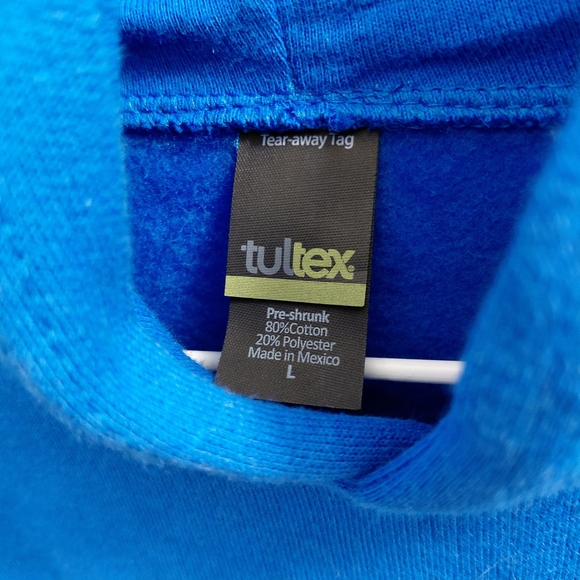 Tear-away Tag
tultex
Pre-shrunk
80%Cotton
20% Polyester
Made in Mexico
L